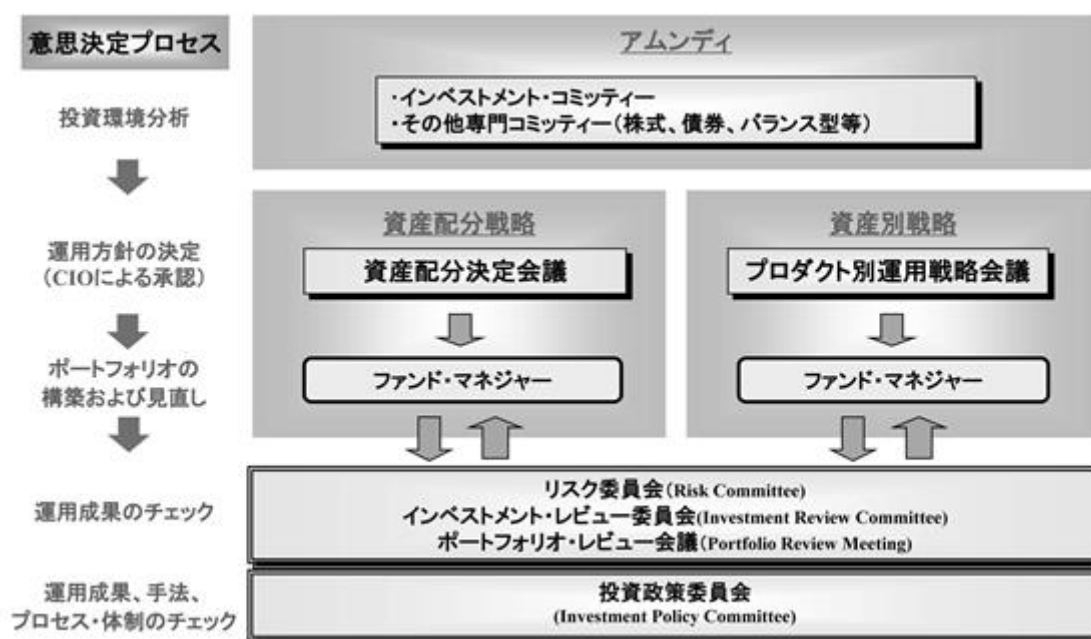 意思決定プロセス
アムンディ
投資環境分析
・インベストメント・コミッティー
・その他専門コミッティー（株式、債券、バランス型等）
運用方針の決定
（CIOによる承認）
資産配分戦略
資産配分決定会議
資産別戦略
プロダクト別運用戦略会議
ポートフォリオの
構築および見直し
ファンド・マネジャー
ファンド・マネジャー
運用成果のチェック
リスク委員会（Risk Committee)
インベストメント・レビュー委員会(Investment Review Committee)
ポートフォリオ・レビュー会議(Portfolio Review Meeting)
運用成果、手法、
プロセス・体制のチェック
投資政策委員会
(Investment Policy Committee)